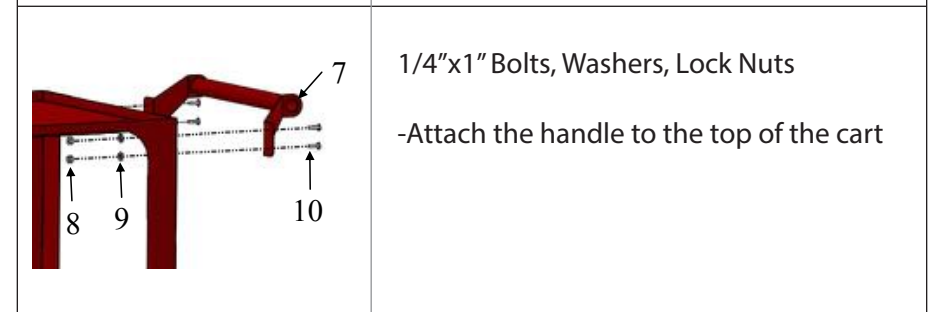 7
8
9
10
1/4”x1” Bolts, Washers, Lock Nuts
-Attach the handle to the top of the cart